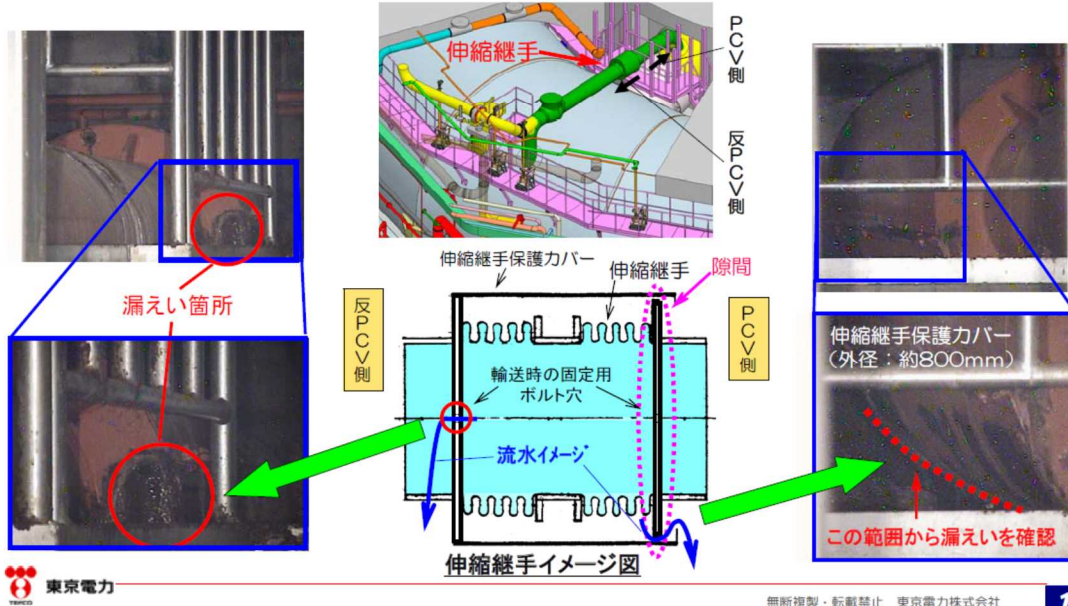 伸縮継手
PCV側
反PCV側
漏えい箇所
伸縮継手保護カバー
伸縮継手
隙間
反PCV側
PCV側
輸送時の固定用
ボルト穴
流水イメージ
伸縮継手イメージ図
伸縮継手保護カバー
(外径:約800mm)
この範囲から漏えいを確認
TEPCO
東京電力
無断複製・転載禁止 東京電力株式会社